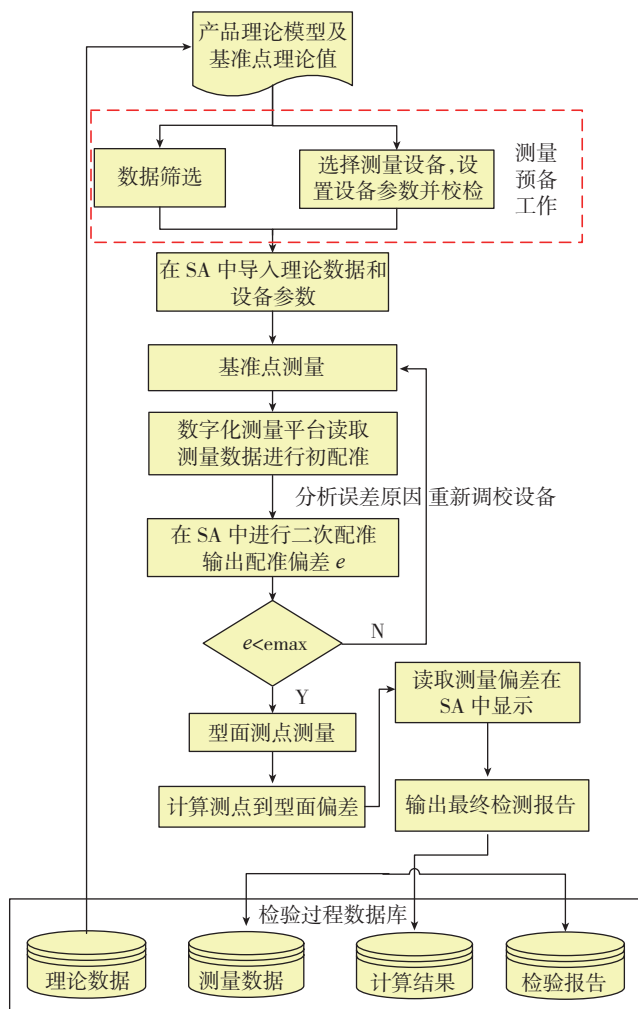 产品理论模型及
基准点理论值
数据筛选
选择测量设备,设
置设备参数并校检
测量
预备
工作
在 SA 中导入理论数据和
设备参数
基准点测量
数字化测量平台读取
测量数据进行初配准
分析误差原因 重新调校设备
在 SA 中进行二次配准
输出配准偏差 e
e<emax
N
Y
型面测点测量
计算测点到型面偏差
读取测量偏差在
SA 中显示
输出最终检测报告
检验过程数据库
理论数据
测量数据
计算结果
检验报告